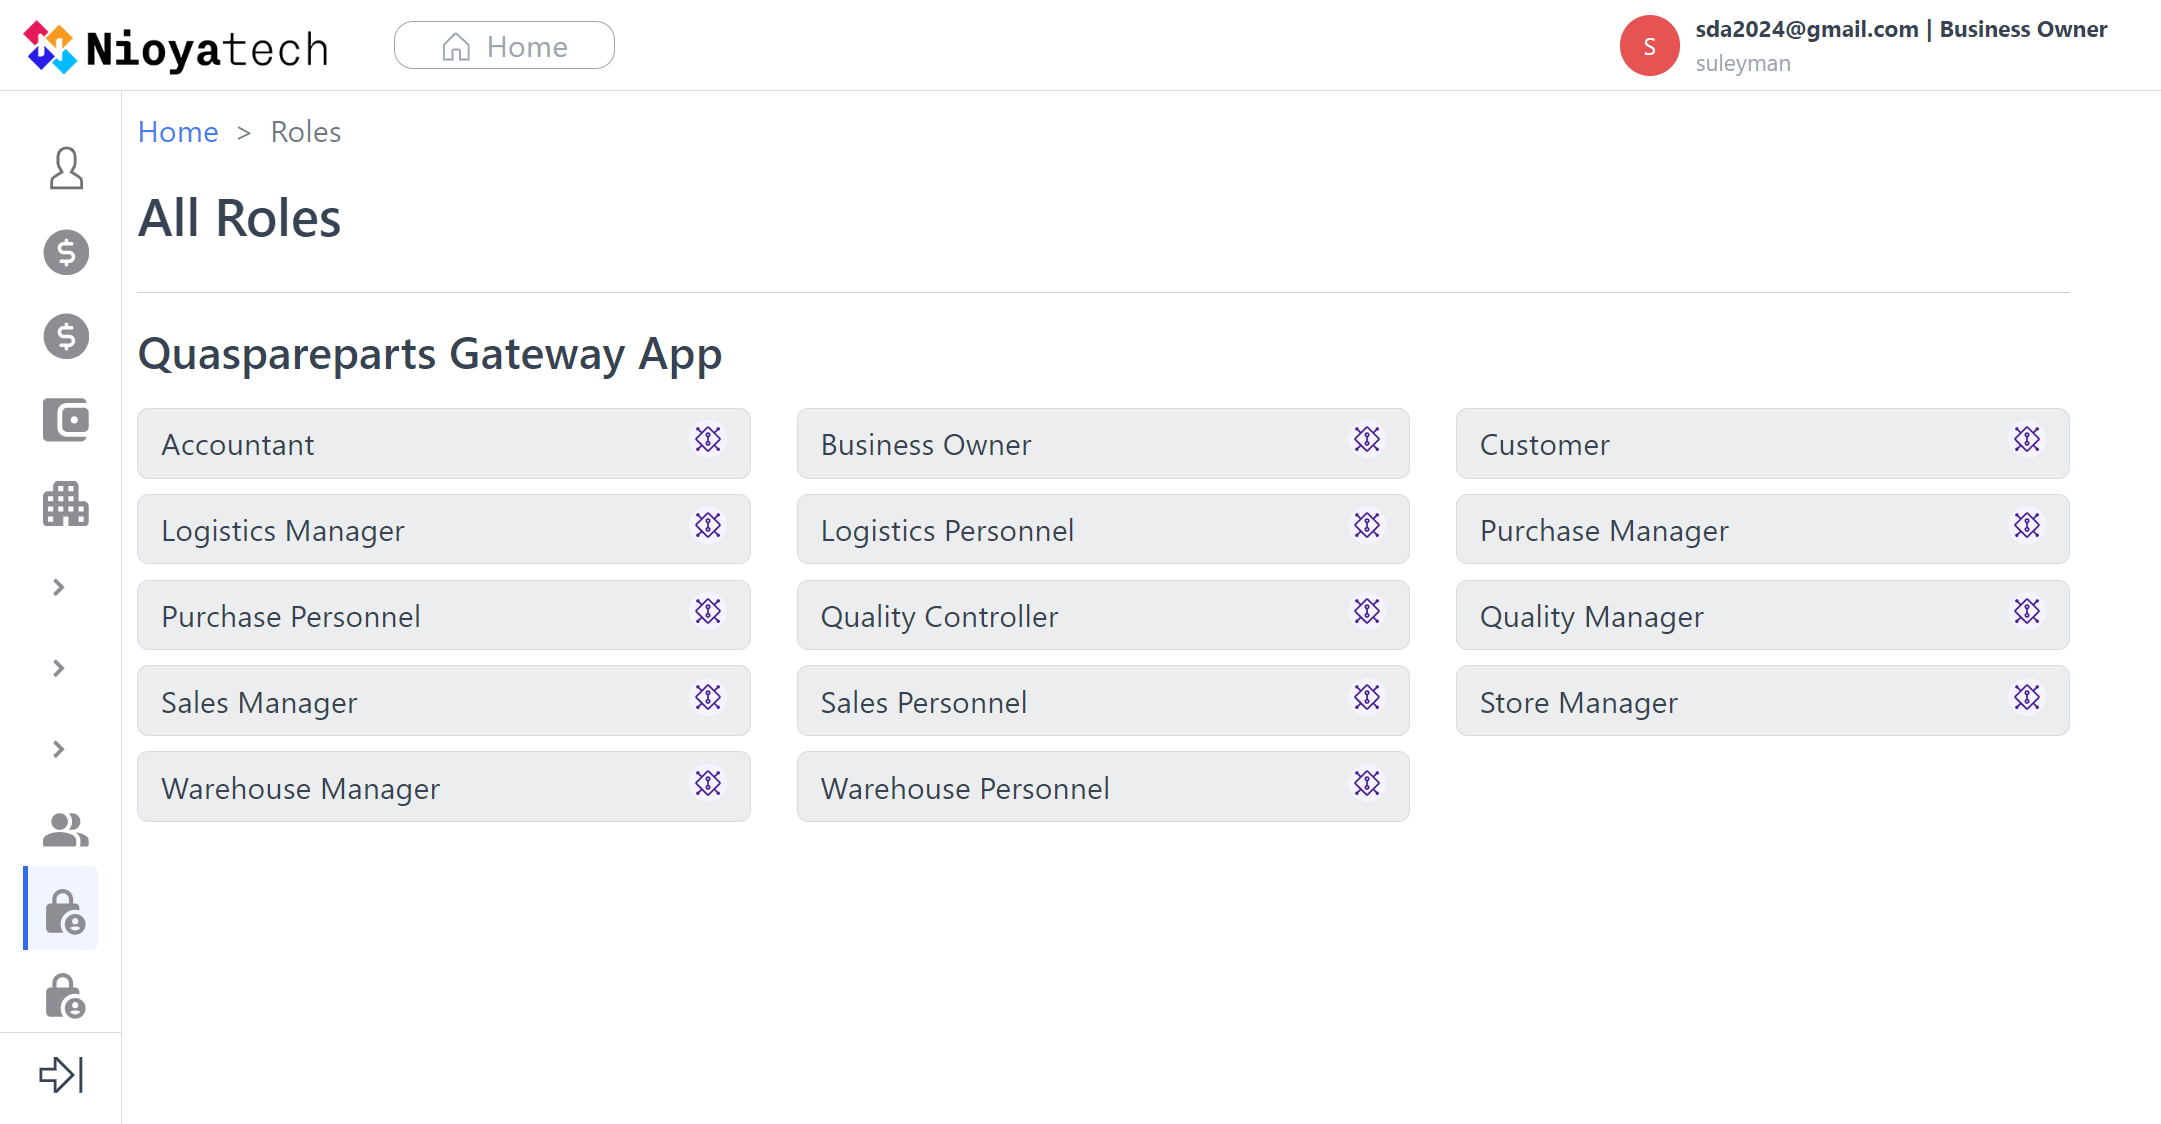 Nioyatech
Home
S
sda2024@gmail.com | Business Owner
suleyman
Home > Roles
All Roles
Quaspareparts Gateway App
Accountant
Business Owner
Customer
Logistics Manager
Logistics Personnel
Purchase Manager
Purchase Personnel
Quality Controller
Quality Manager
Sales Manager
Sales Personnel
Store Manager
Warehouse Manager
Warehouse Personnel